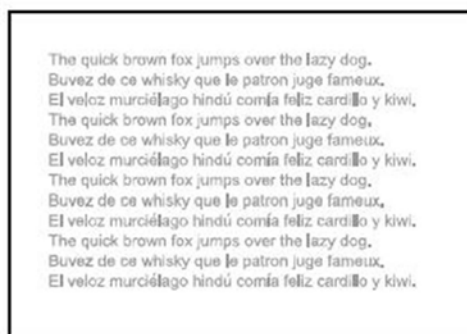 The quick brown fox jumps over the lazy dog.
Buvez de ce whisky que le patron juge fameux.
El veloz murciélago hindú comía feliz cardillo y kiwi.
The quick brown fox jumps over the lazy dog.
Buvez de ce whisky que le patron juge fameux.
El veloz murciélago hindú comía feliz cardillo y kiwi.
The quick brown fox jumps over the lazy dog.
Buvez de ce whisky que le patron juge fameux.
El veloz murciélago hindú comía feliz cardillo y kiwi.
The quick brown fox jumps over the lazy dog.
Buvez de ce whisky que le patron juge fameux.
El veloz murciélago hindú comía feliz cardillo y kiwi.